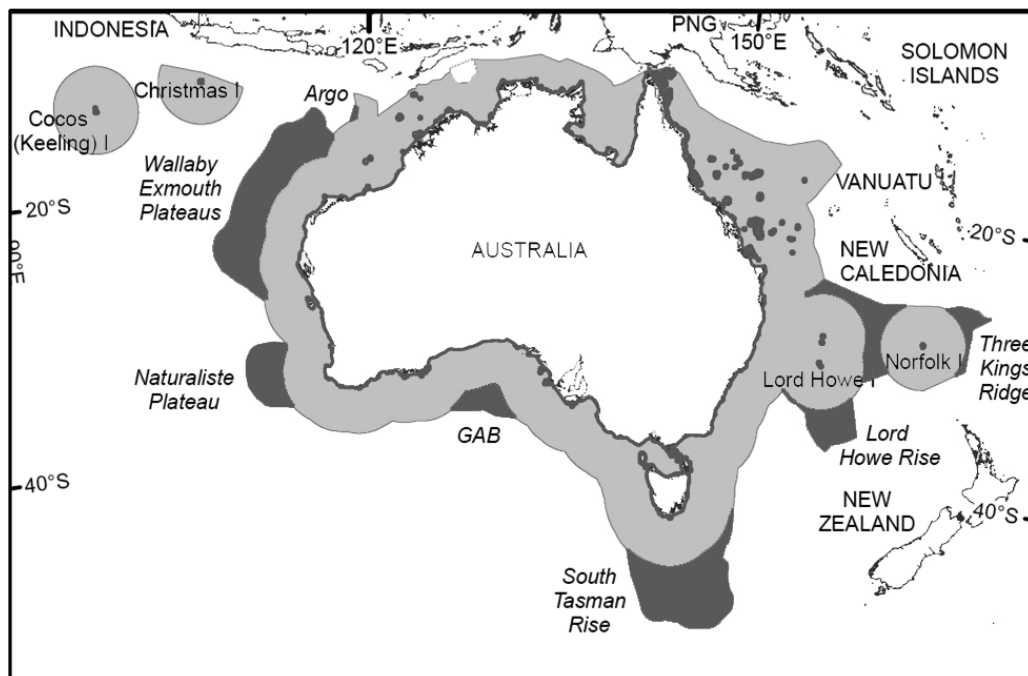 INDONESIA
120°E
PNG
150°E
SOLOMON
ISLANDS
Christmas I
Argo
Cocos
(Keeling) I
Wallaby
Exmouth
Plateaus
VANUATU
20°S
20°S
AUSTRALIA
NEW
CALEDONIA
Three
Kings
Ridge
Norfolk I
Lord Howe I
Naturaliste
Plateau
GAB
Lord
Howe Rise
40°S
NEW
ZEALAND
40°S
South
Tasman
Rise